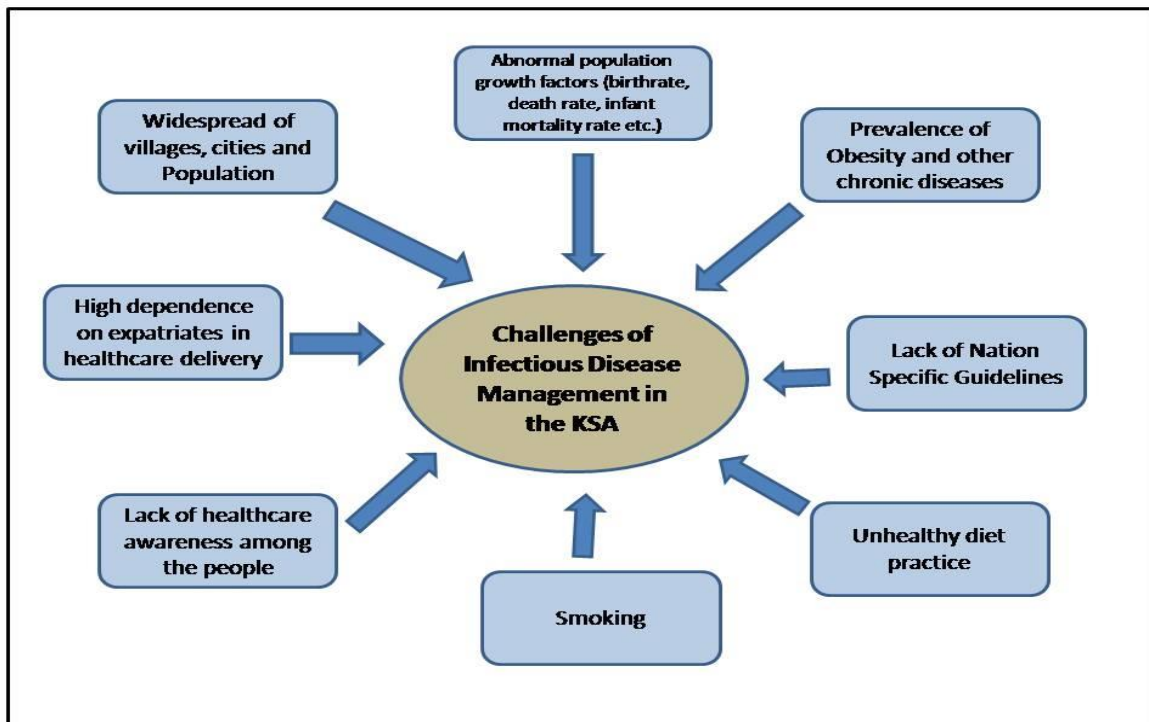 Abnormal population
growth factors (birthrate,
death rate, infant
mortality rate etc.)
Widespread of
villages, cities and
Population
Prevalence of
Obesity and other
chronic diseases
High dependence
on expatriates in
healthcare delivery
Challenges of
Infectious Disease
Management in
the KSA
Lack of Nation
Specific Guidelines
Lack of healthcare
awareness among
the people
Smoking
Unhealthy diet
practice